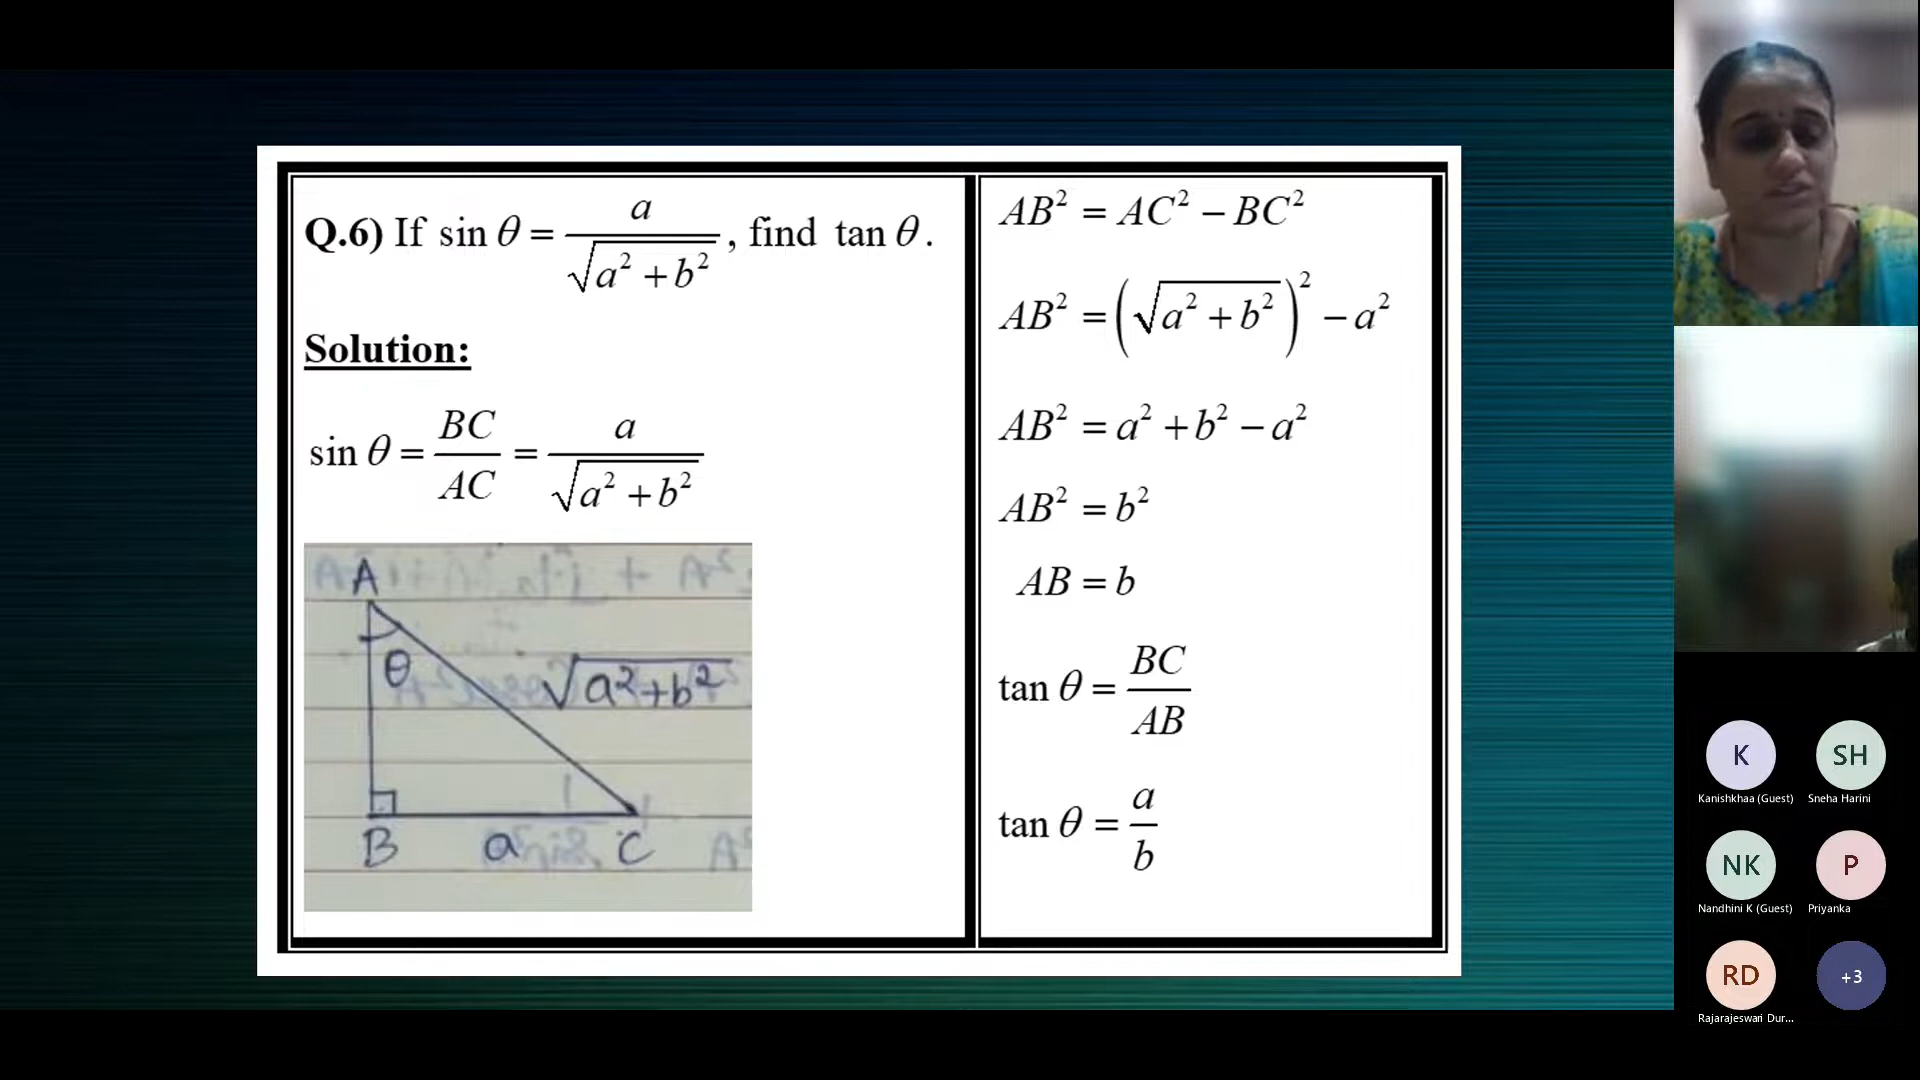 Q.6) If sin θ = a / √(a² + b²), find tan θ.
Solution:
sin θ = BC / AC = a / √(a² + b²)
A
θ
√a²+b²
B a C
AB² = AC² − BC²
AB² = (√(a² + b²))² − a²
AB² = a² + b² − a²
AB² = b²
AB = b
tan θ = BC / AB
tan θ = a / b
K
SH
Kanishkhaa (Guest)
Sneha Harini
NK
P
Nandhini K (Guest)
Priyanka
RD
+3
Rajarajeswari Dur...